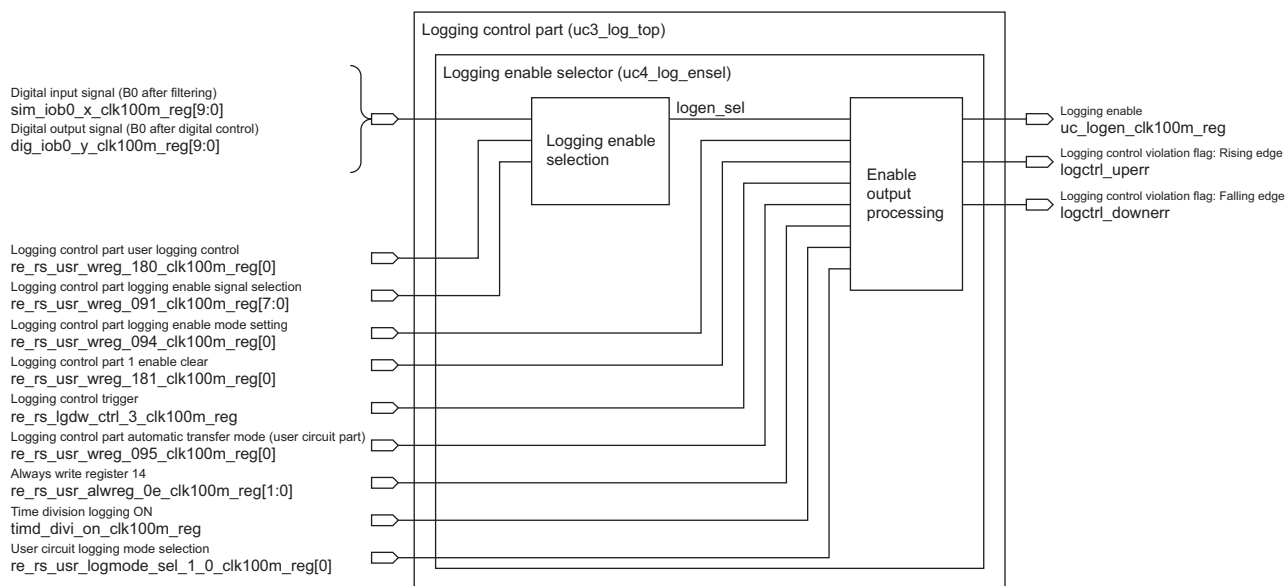 Logging control part (uc3_log_top)
Logging enable selector (uc4_log_ensel)
Digital input signal (B0 after filtering)
sim_iob0_x_clk100m_reg[9:0]
Digital output signal (B0 after digital control)
dig_iob0_y_clk100m_reg[9:0]
Logging enable
selection
logen_sel
Enable
output
processing
Logging enable
uc_logen_clk100m_reg
Logging control violation flag: Rising edge
logctrl_uperr
Logging control violation flag: Falling edge
logctrl_downerr
Logging control part user logging control
re_rs_usr_wreg_180_clk100m_reg[0]
Logging control part logging enable signal selection
re_rs_usr_wreg_091_clk100m_reg[7:0]
Logging control part logging enable mode setting
re_rs_usr_wreg_094_clk100m_reg[0]
Logging control part 1 enable clear
re_rs_usr_wreg_181_clk100m_reg[0]
Logging control trigger
re_rs_lgdw_ctrl_3_clk100m_reg
Logging control part automatic transfer mode (user circuit part)
re_rs_usr_wreg_095_clk100m_reg[0]
Always write register 14
re_rs_usr_alwreg_0e_clk100m_reg[1:0]
Time division logging ON
timd_divi_on_clk100m_reg
User circuit logging mode selection
re_rs_usr_logmode_sel_1_0_clk100m_reg[0]